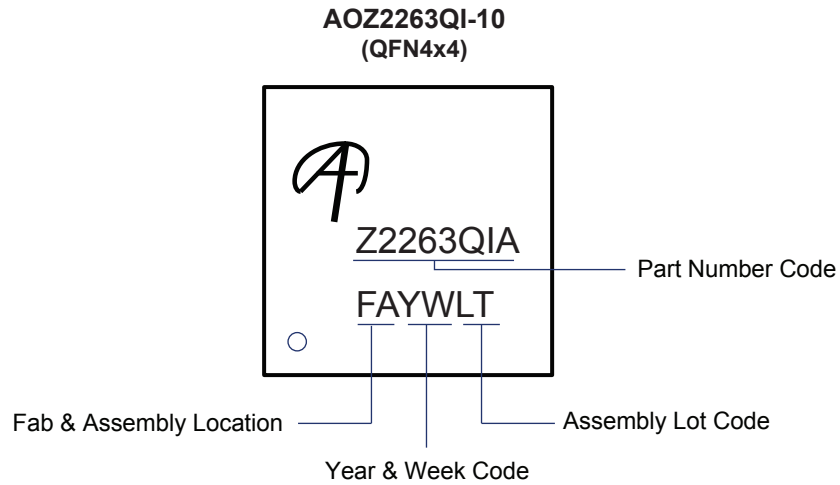 AOZ2263QI-10
(QFN4x4)
Z2263QIA
Part Number Code
FAYWLT
Fab & Assembly Location
Assembly Lot Code
Year & Week Code